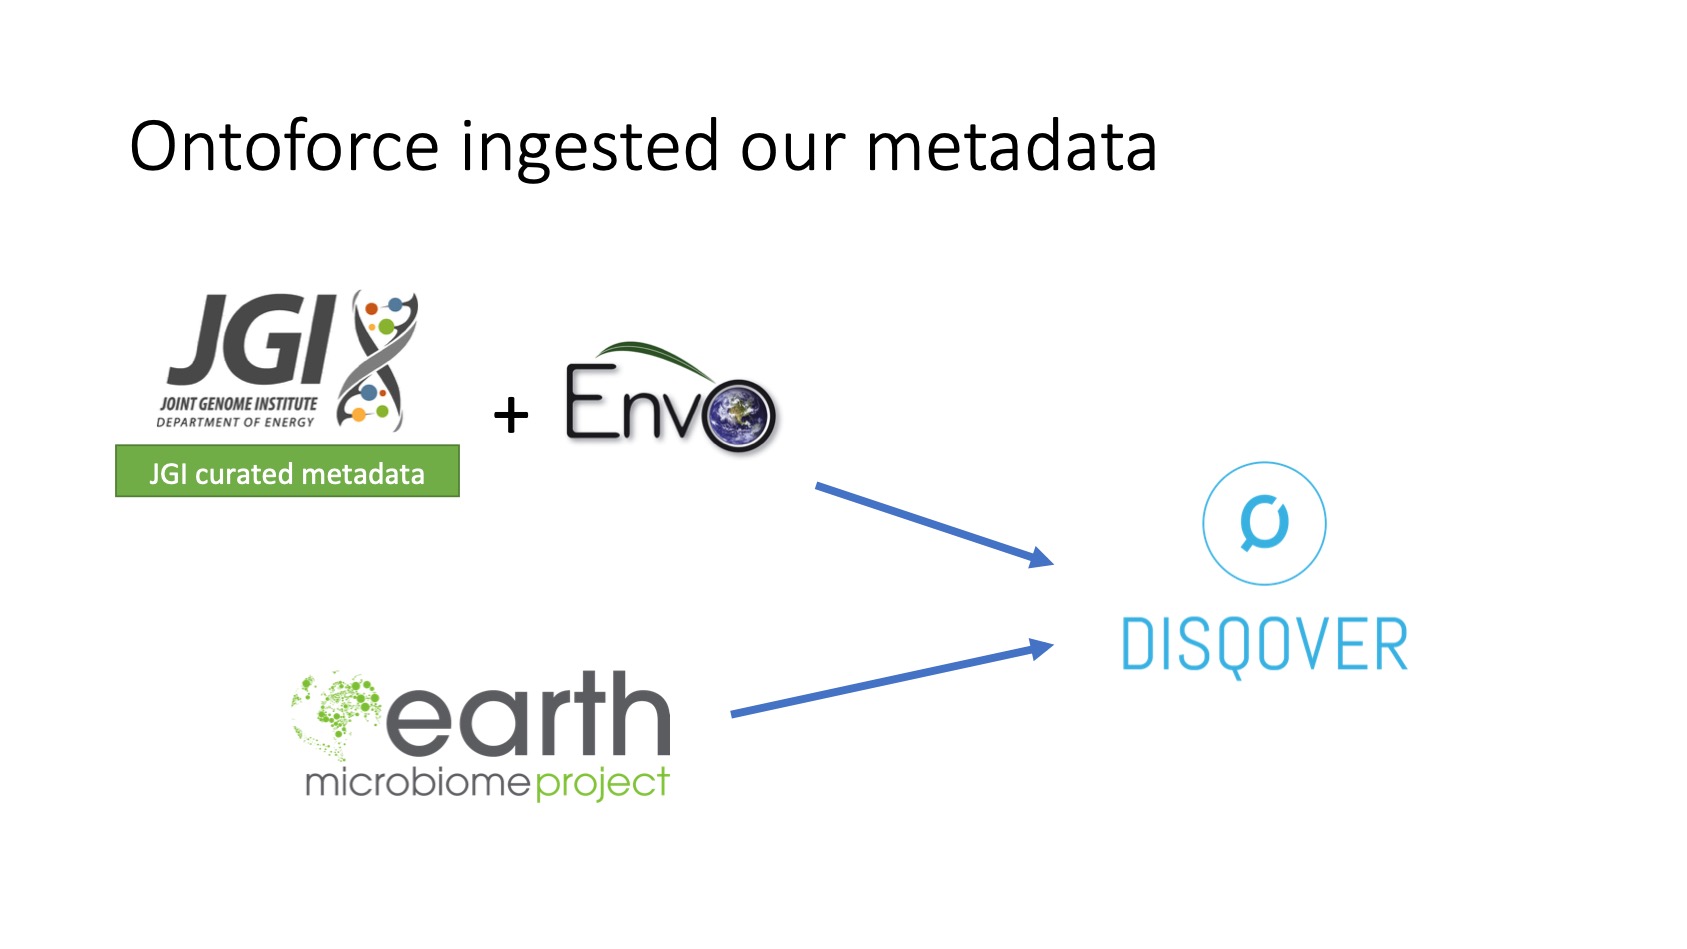 Ontoforce ingested our metadata
JGI
JOINT GENOME INSTITUTE
DEPARTMENT OF ENERGY
JGI curated metadata
+
EnvO
DISQOVER
earth
microbiomeproject